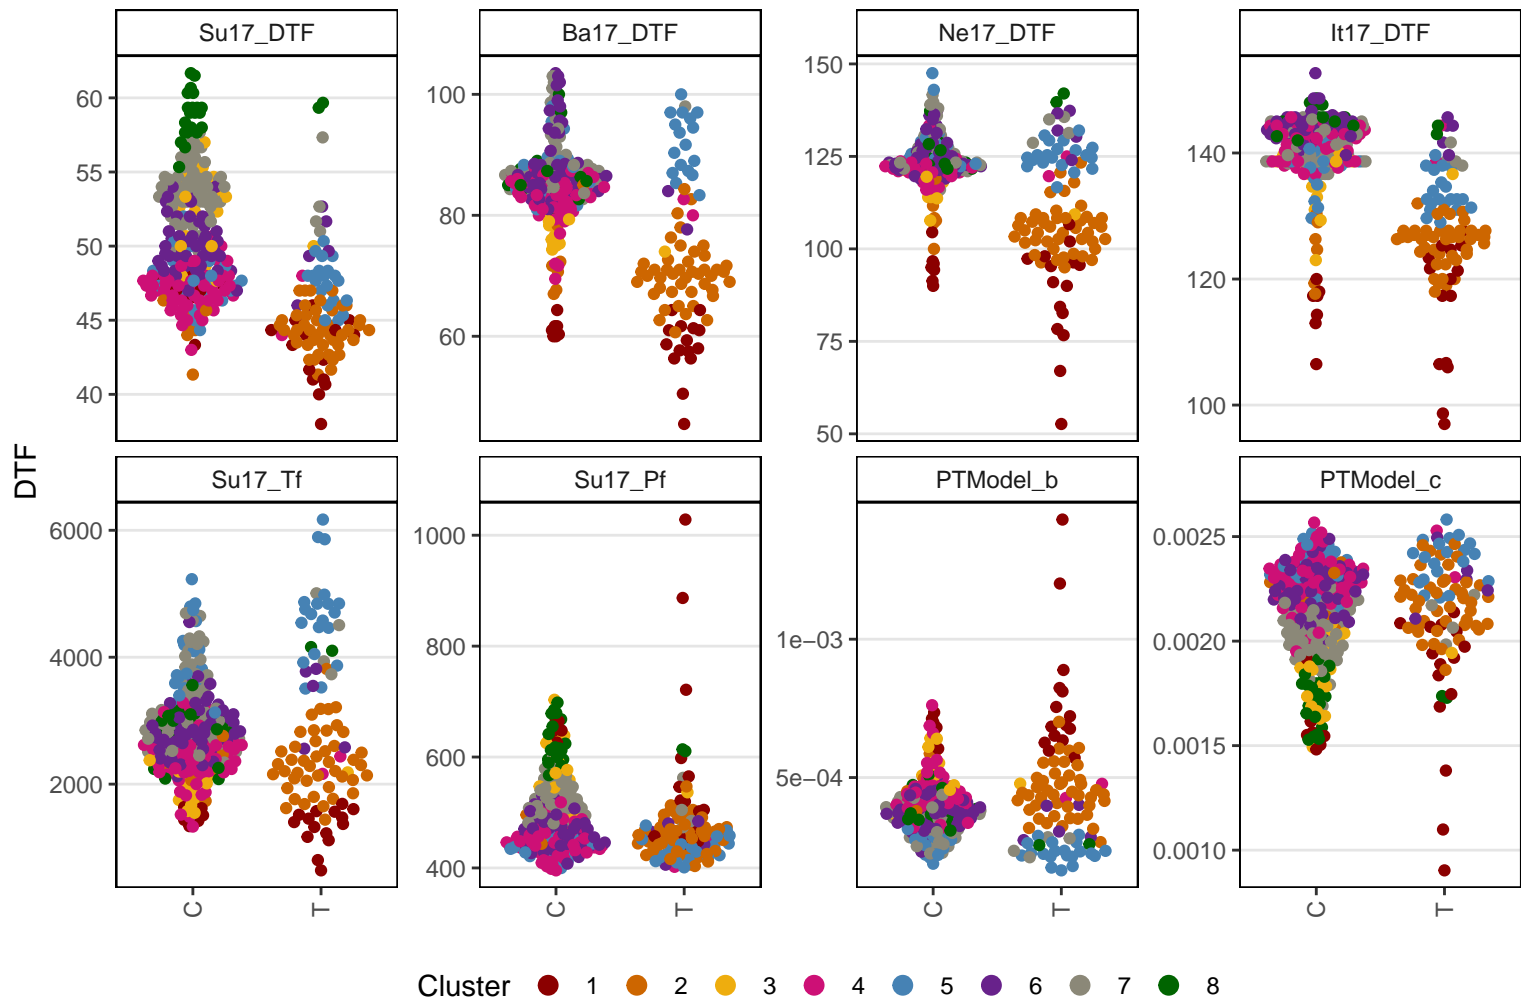 Su17_DTF
Ba17_DTF
Ne17_DTF
It17_DTF
60
55
50
45
40
100
80
60
150
125
100
75
50
140
120
100
DTF
Su17_Tf
Su17_Pf
PTModel_b
PTModel_c
6000
4000
2000
1000
800
600
400
1e−03
5e−04
0.0025
0.0020
0.0015
0.0010
C
T
C
T
C
T
C
T
Cluster 1 2 3 4 5 6 7 8